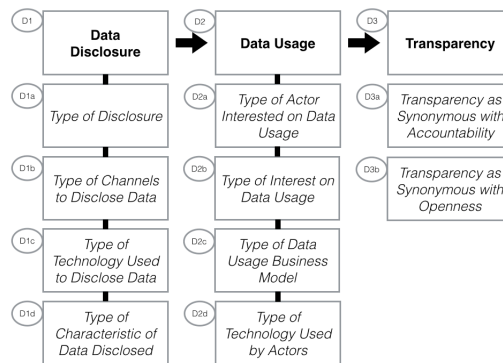 D1
Data
Disclosure
D2
Data Usage
D3
Transparency
D1a
Type of Disclosure
D2a
Type of Actor
Interested on Data
Usage
D3a
Transparency as
Synonymous with
Accountability
D1b
Type of Channels
to Disclose Data
D2b
Type of Interest on
Data Usage
D3b
Transparency as
Synonymous with
Openness
D1c
Type of
Technology Used
to Disclose Data
D2c
Type of Data
Usage Business
Model
D1d
Type of
Characteristic of
Data Disclosed
D2d
Type of
Technology Used
by Actors